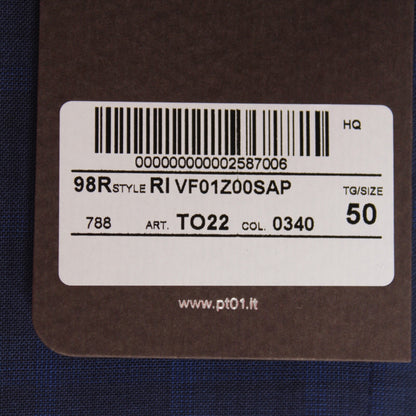 HQ
000000000002587006
98R STYLE RI VF01Z00SAP TG/SIZE
788 ART. TO22 COL. 0340 50
www.pt01.it